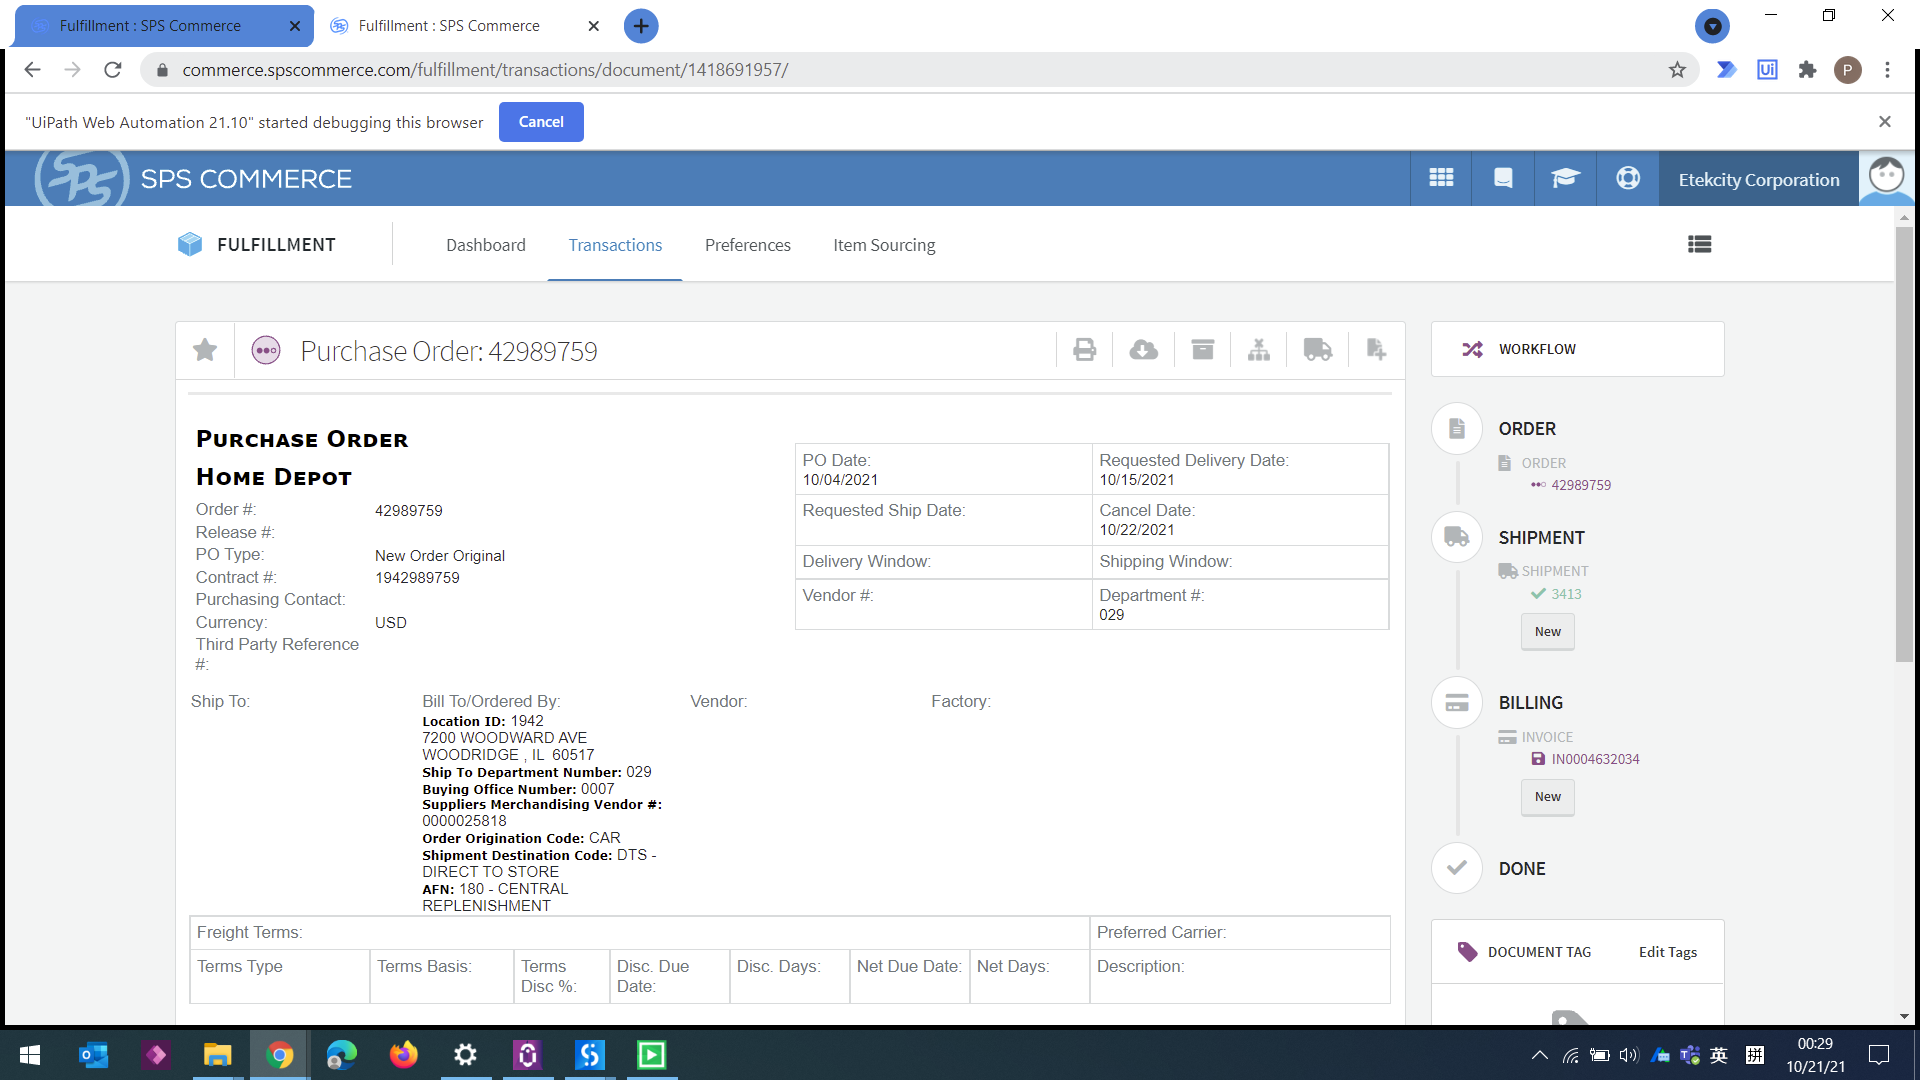 Fulfillment : SPS Commerce
Fulfillment : SPS Commerce
commerce.spscommerce.com/fulfillment/transactions/document/1418691957/
Ui
P
"UiPath Web Automation 21.10" started debugging this browser
Cancel
SPS
SPS COMMERCE
Etekcity Corporation
FULFILLMENT
Dashboard
Transactions
Preferences
Item Sourcing
Purchase Order: 42989759
WORKFLOW
PURCHASE ORDER
HOME DEPOT
Order #: 42989759
Release #:
PO Type: New Order Original
Contract #: 1942989759
Purchasing Contact:
Currency: USD
Third Party Reference
#:
PO Date:
10/04/2021
Requested Delivery Date:
10/15/2021
Requested Ship Date:
Cancel Date:
10/22/2021
Delivery Window:
Shipping Window:
Vendor #:
Department #:
029
Ship To:
Bill To/Ordered By:
Location ID: 1942
7200 WOODWARD AVE
WOODRIDGE , IL 60517
Ship To Department Number: 029
Buying Office Number: 0007
Suppliers Merchandising Vendor #:
0000025818
Order Origination Code: CAR
Shipment Destination Code: DTS -
DIRECT TO STORE
AFN: 180 - CENTRAL
REPLENISHMENT
Vendor:
Factory:
Freight Terms:
Preferred Carrier:
Terms Type
Terms Basis:
Terms
Disc %:
Disc. Due
Date:
Disc. Days:
Net Due Date:
Net Days:
Description:
ORDER
ORDER
42989759
SHIPMENT
SHIPMENT
3413
New
BILLING
INVOICE
IN0004632034
New
DONE
DOCUMENT TAG
Edit Tags
英
拼
00:29
10/21/21